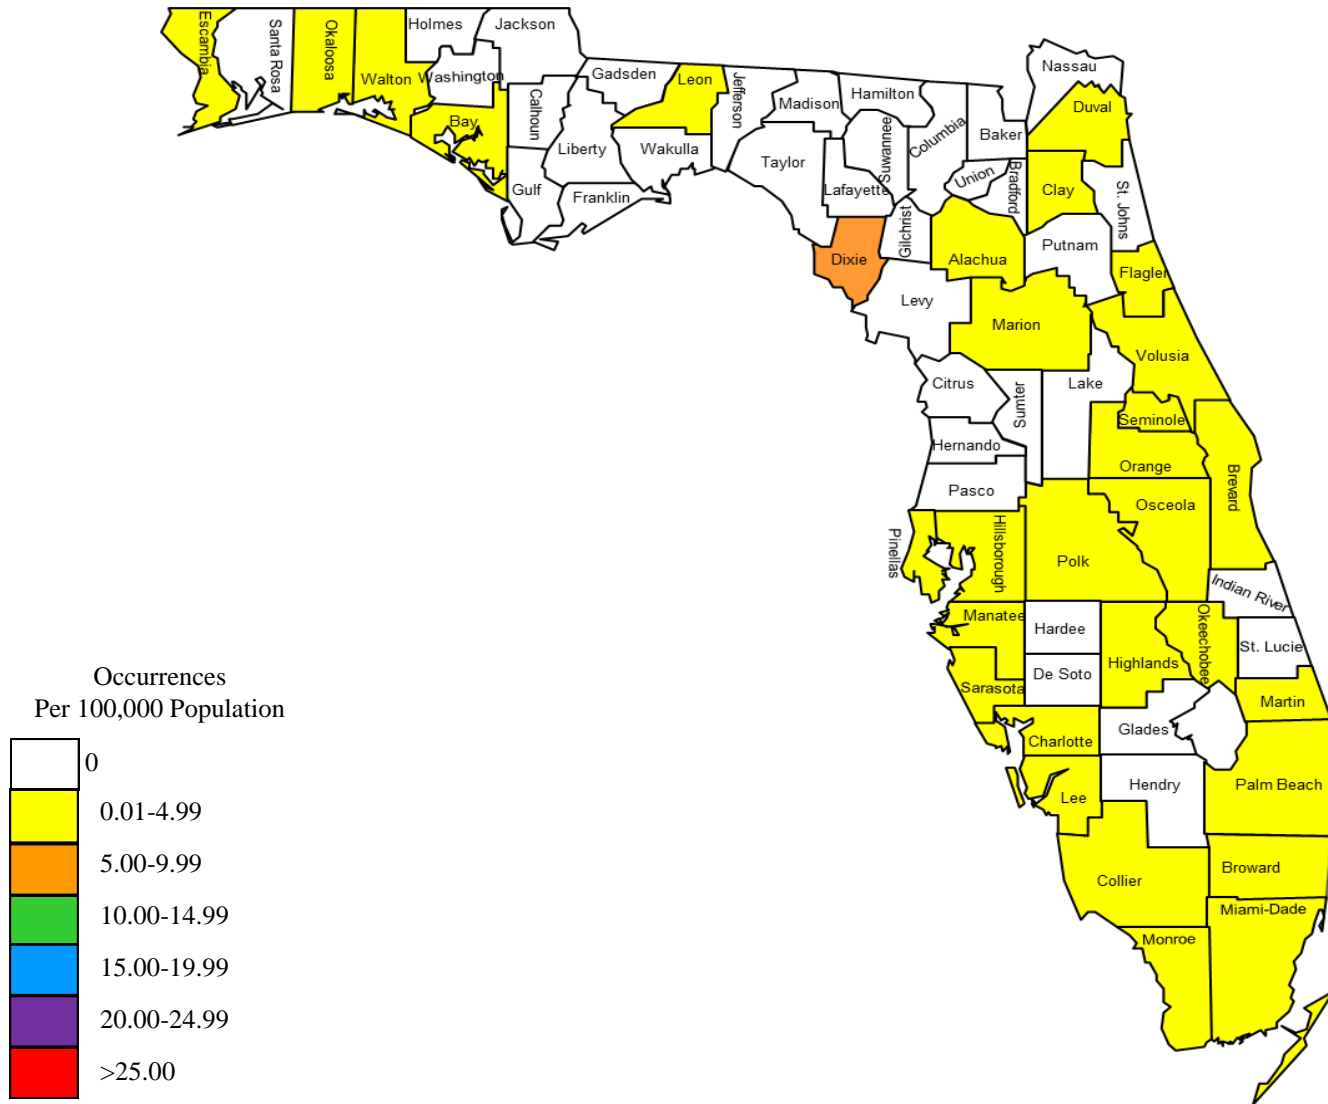 Escambia
Santa Rosa
Okaloosa
Walton
Holmes
Washington
Jackson
Bay
Calhoun
Gulf
Gadsden
Liberty
Franklin
Leon
Wakulla
Jefferson
Madison
Taylor
Hamilton
Suwannee
Lafayette
Columbia
Dixie
Gilchrist
Baker
Union
Bradford
Nassau
Duval
Clay
St. Johns
Putnam
Alachua
Levy
Marion
Flagler
Volusia
Citrus
Sumter
Lake
Seminole
Hernando
Orange
Pasco
Brevard
Osceola
Pinellas
Hillsborough
Polk
Indian River
Manatee
Hardee
Okeechobee
St. Lucie
Highlands
De Soto
Sarasota
Martin
Charlotte
Glades
Lee
Hendry
Palm Beach
Collier
Broward
Miami-Dade
Monroe
Occurrences
Per 100,000 Population
0
0.01-4.99
5.00-9.99
10.00-14.99
15.00-19.99
20.00-24.99
>25.00